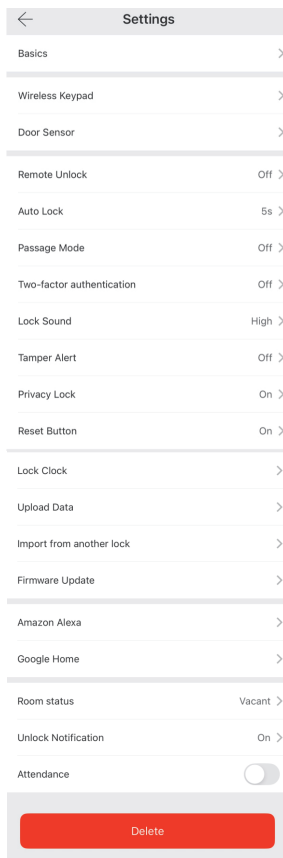 Settings
Basics
Wireless Keypad
Door Sensor
Remote Unlock Off
Auto Lock 5s
Passage Mode Off
Two-factor authentication Off
Lock Sound High
Tamper Alert Off
Privacy Lock On
Reset Button On
Lock Clock
Upload Data
Import from another lock
Firmware Update
Amazon Alexa
Google Home
Room status Vacant
Unlock Notification On
Attendance
Delete